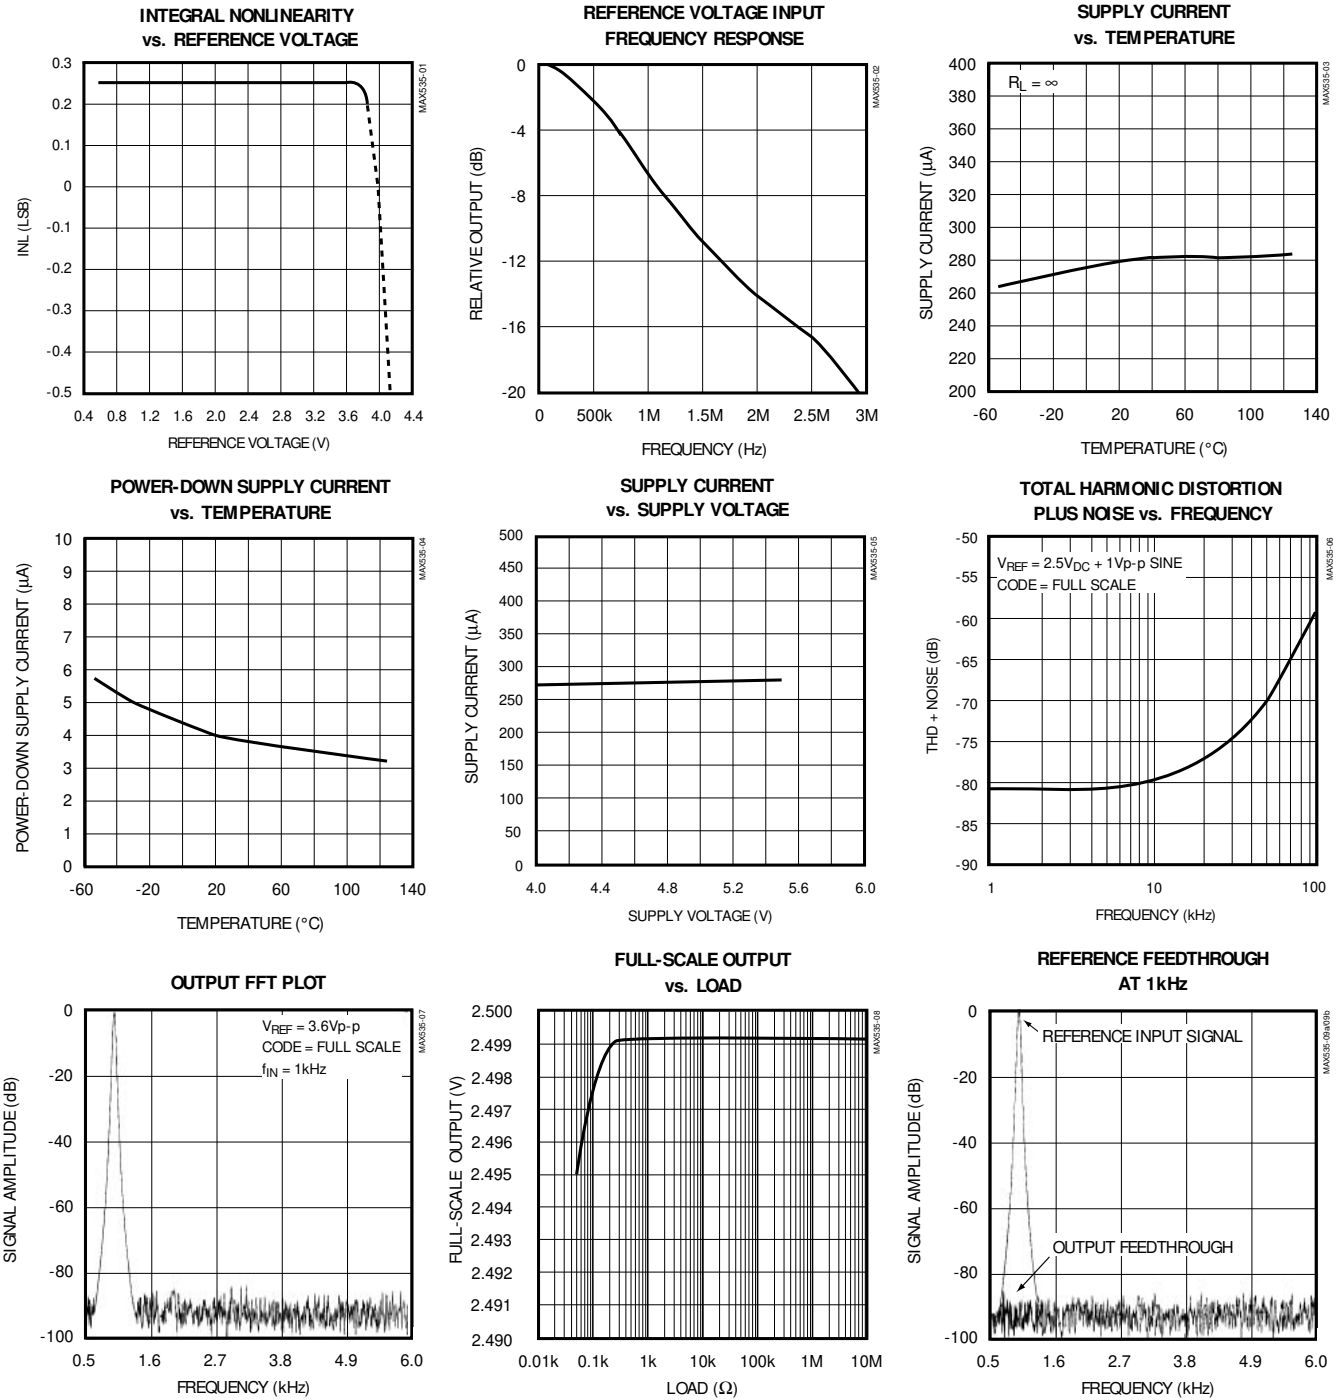 INTEGRAL NONLINEARITY
vs. REFERENCE VOLTAGE
0.3
0.2
0.1
0
-0.1
-0.2
-0.3
-0.4
-0.5
INL (LSB)
0.4 0.8 1.2 1.6 2.0 2.4 2.8 3.2 3.6 4.0 4.4
REFERENCE VOLTAGE (V)
MAX535-01
REFERENCE VOLTAGE INPUT
FREQUENCY RESPONSE
0
-4
-8
-12
-16
-20
RELATIVE OUTPUT (dB)
0 500k 1M 1.5M 2M 2.5M 3M
FREQUENCY (Hz)
MAX535-02
SUPPLY CURRENT
vs. TEMPERATURE
RL = ∞
400
380
360
340
320
300
280
260
240
220
200
SUPPLY CURRENT (µA)
-60 -20 20 60 100 140
TEMPERATURE (°C)
MAX535-03
POWER-DOWN SUPPLY CURRENT
vs. TEMPERATURE
10
9
8
7
6
5
4
3
2
1
0
POWER-DOWN SUPPLY CURRENT (µA)
-60 -20 20 60 100 140
TEMPERATURE (°C)
MAX535-04
SUPPLY CURRENT
vs. SUPPLY VOLTAGE
500
450
400
350
300
250
200
150
100
50
0
SUPPLY CURRENT (µA)
4.0 4.4 4.8 5.2 5.6 6.0
SUPPLY VOLTAGE (V)
MAX535-05
TOTAL HARMONIC DISTORTION
PLUS NOISE vs. FREQUENCY
VREF = 2.5VDC + 1Vp-p SINE
CODE = FULL SCALE
-50
-55
-60
-65
-70
-75
-80
-85
-90
THD + NOISE (dB)
1 10 100
FREQUENCY (kHz)
MAX535-06
OUTPUT FFT PLOT
VREF = 3.6Vp-p
CODE = FULL SCALE
fIN = 1kHz
0
-20
-40
-60
-80
-100
SIGNAL AMPLITUDE (dB)
0.5 1.6 2.7 3.8 4.9 6.0
FREQUENCY (kHz)
MAX535-07
FULL-SCALE OUTPUT
vs. LOAD
2.500
2.499
2.498
2.497
2.496
2.495
2.494
2.493
2.492
2.491
2.490
FULL-SCALE OUTPUT (V)
0.01k 0.1k 1k 10k 100k 1M 10M
LOAD (Ω)
MAX535-08
REFERENCE FEEDTHROUGH
AT 1kHz
REFERENCE INPUT SIGNAL
OUTPUT FEEDTHROUGH
0
-20
-40
-60
-80
-100
SIGNAL AMPLITUDE (dB)
0.5 1.6 2.7 3.8 4.9 6.0
FREQUENCY (kHz)
MAX535-09a/09b